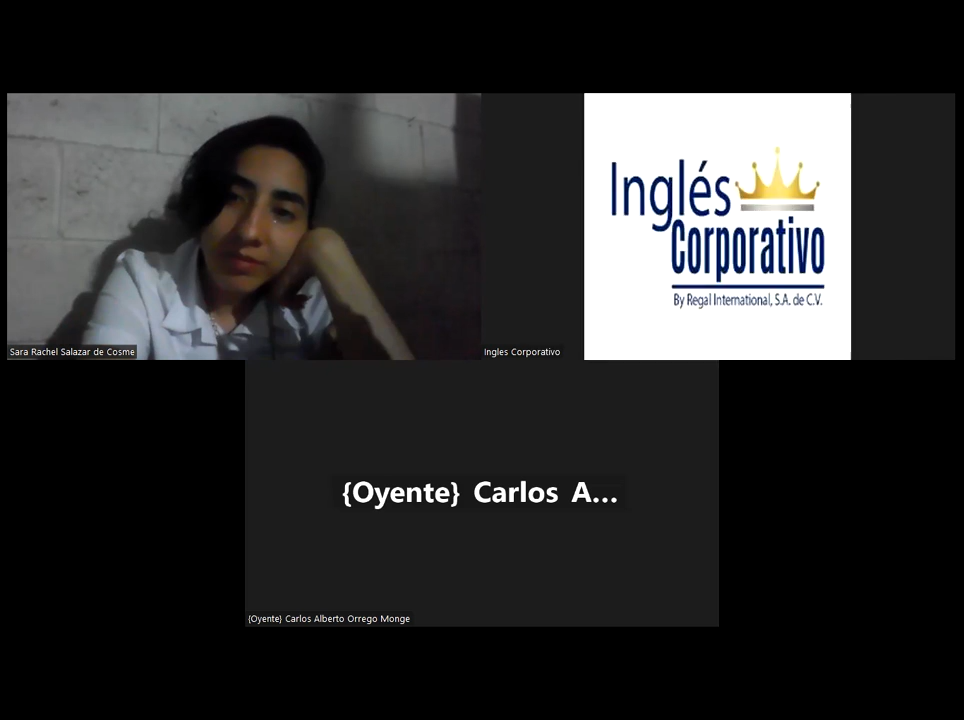 Inglés
Corporativo
By Regal International, S.A. de C.V.
Sara Rachel Salazar de Cosme
Ingles Corporativo
{Oyente} Carlos A...
{Oyente} Carlos Alberto Orrego Monge